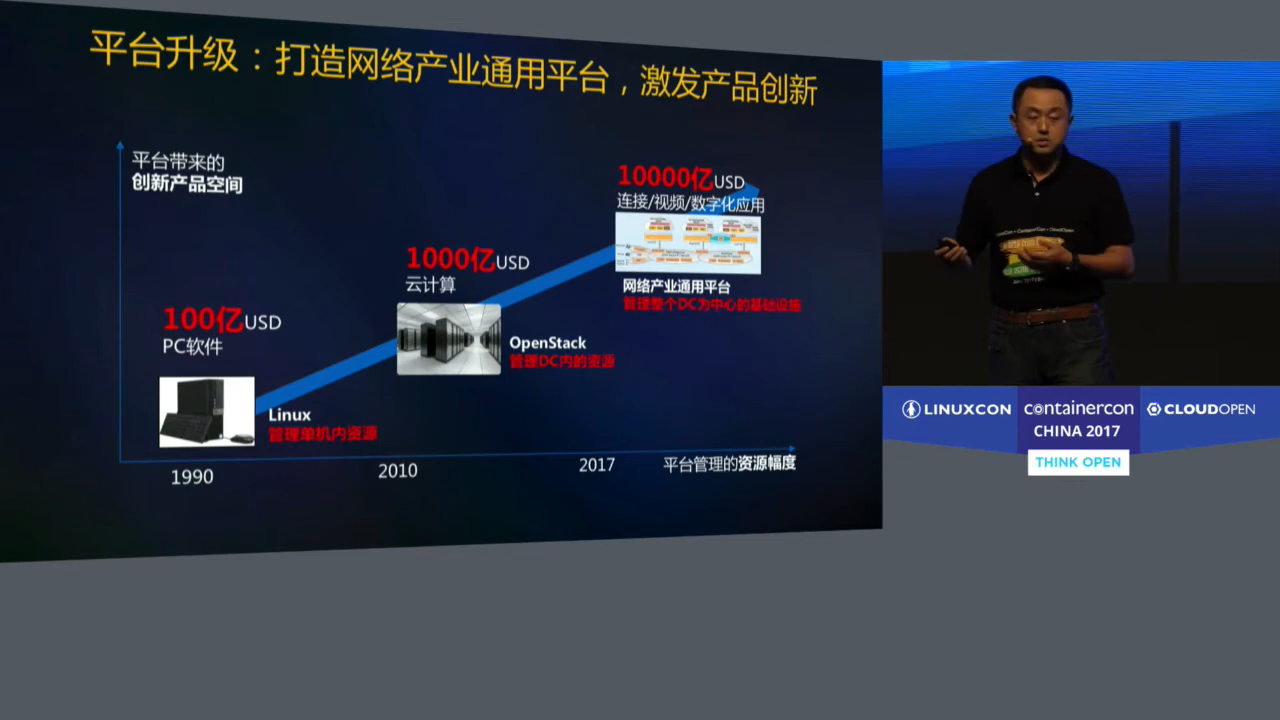 平台升级：打造网络产业通用平台，激发产品创新
平台带来的
创新产品空间
10000亿USD
连接/视频/数字化应用
网络产业通用平台
管理整个DC为中心的基础设施
1000亿USD
云计算
OpenStack
管理DC内的资源
100亿USD
PC软件
Linux
管理单机内资源
1990
2010
2017
平台管理的资源幅度
LINUXCON
containercon
CLOUDOPEN
CHINA 2017
THINK OPEN